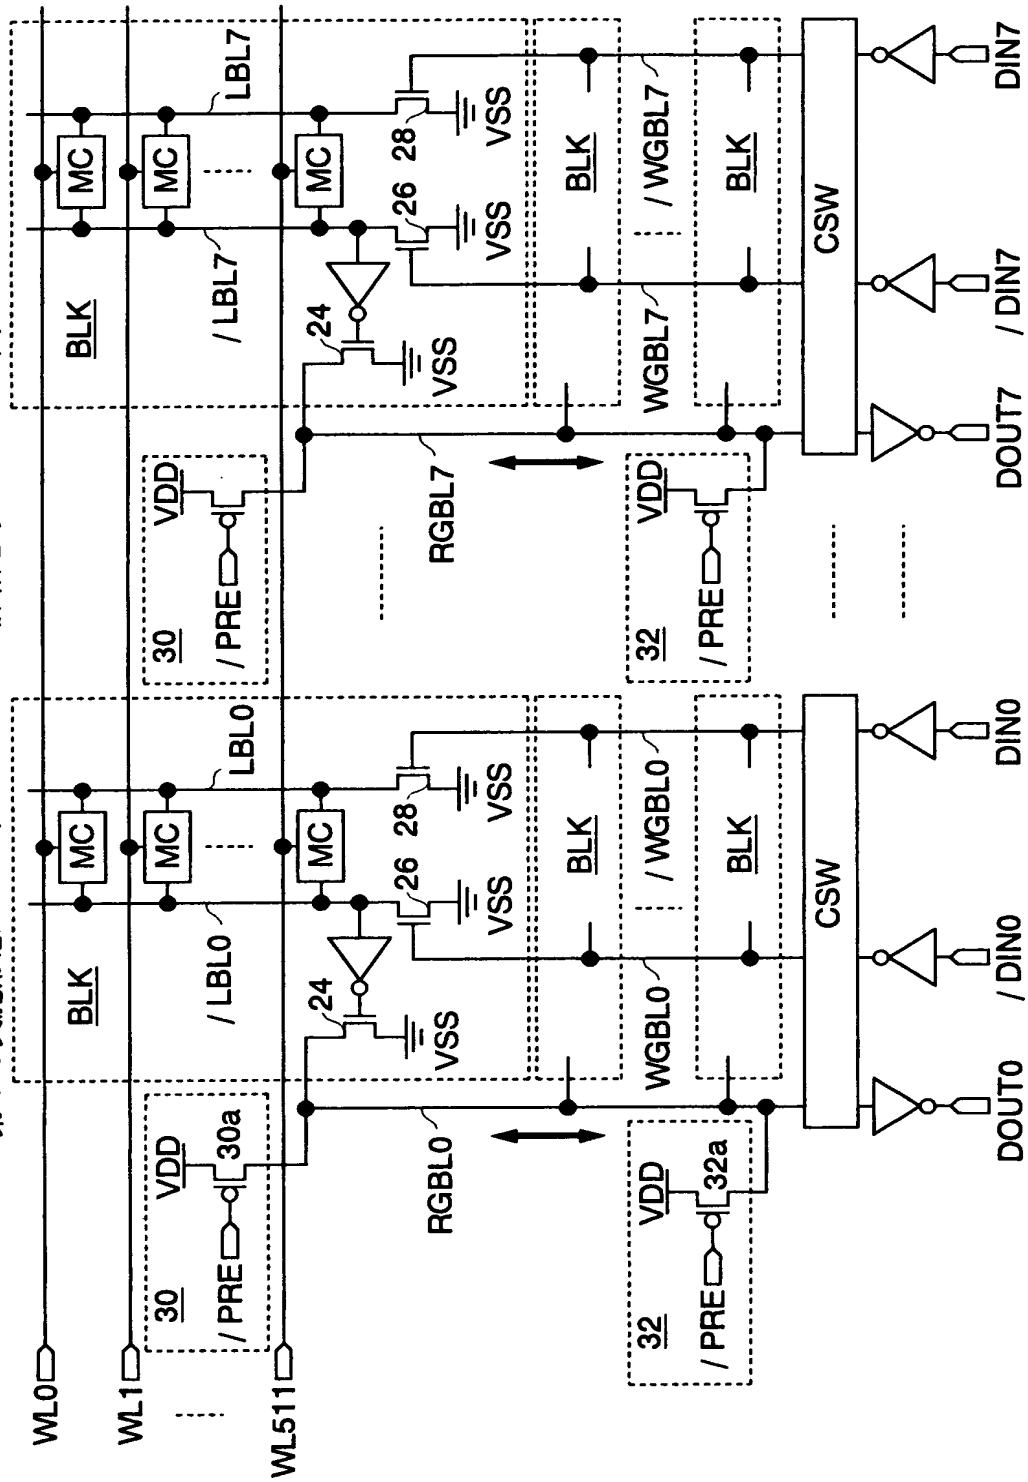 WL0
BLK
MC
BLK
MC
WL1
30
VDD
MC
30
VDD
MC
/ PRE
30a
/ LBL0
LBL0
/ PRE
/ LBL7
LBL7
WL511
MC
MC
24
24
26
28
26
28
RGBL0
VSS
RGBL7
VSS
VSS
VSS
VSS
VSS
BLK
BLK
32
VDD
WGBL0
/ WGBL0
32
VDD
WGBL7
/ WGBL7
/ PRE
32a
BLK
/ PRE
BLK
CSW
CSW
DOUT0
/ DIN0
DIN0
DOUT7
/ DIN7
DIN7